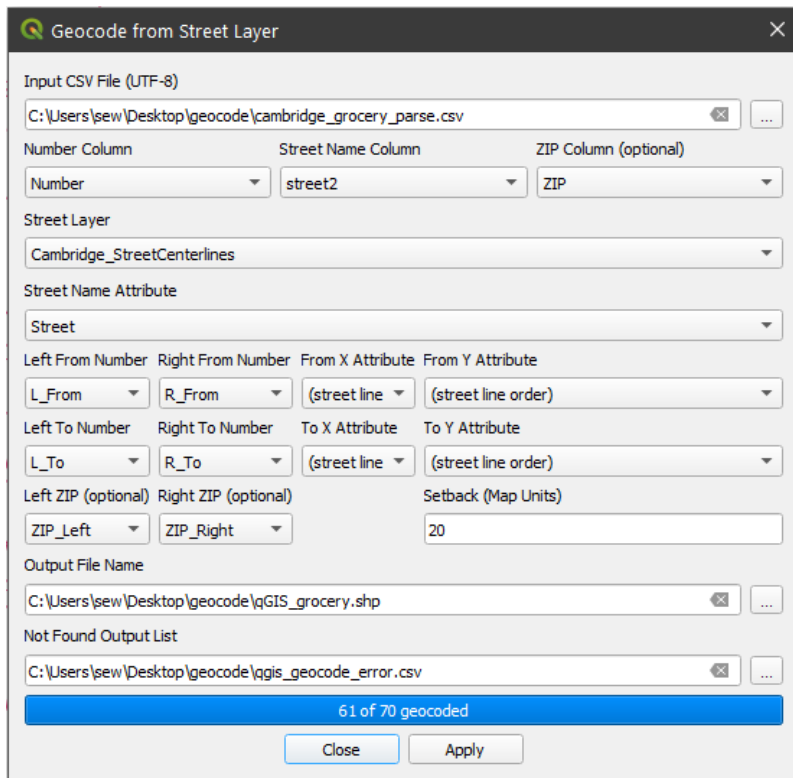 Geocode from Street Layer
Input CSV File (UTF-8)
C:\Users\sew\Desktop\geocode\cambridge_grocery_parse.csv ...
Number Column Street Name Column ZIP Column (optional)
Number street2 ZIP
Street Layer
Cambridge_StreetCenterlines
Street Name Attribute
Street
Left From Number Right From Number From X Attribute From Y Attribute
L_From R_From (street line (street line order)
Left To Number Right To Number To X Attribute To Y Attribute
L_To R_To (street line (street line order)
Left ZIP (optional) Right ZIP (optional) Setback (Map Units)
ZIP_Left ZIP_Right 20
Output File Name
C:\Users\sew\Desktop\geocode\qGIS_grocery.shp ...
Not Found Output List
C:\Users\sew\Desktop\geocode\qgis_geocode_error.csv ...
61 of 70 geocoded
Close Apply